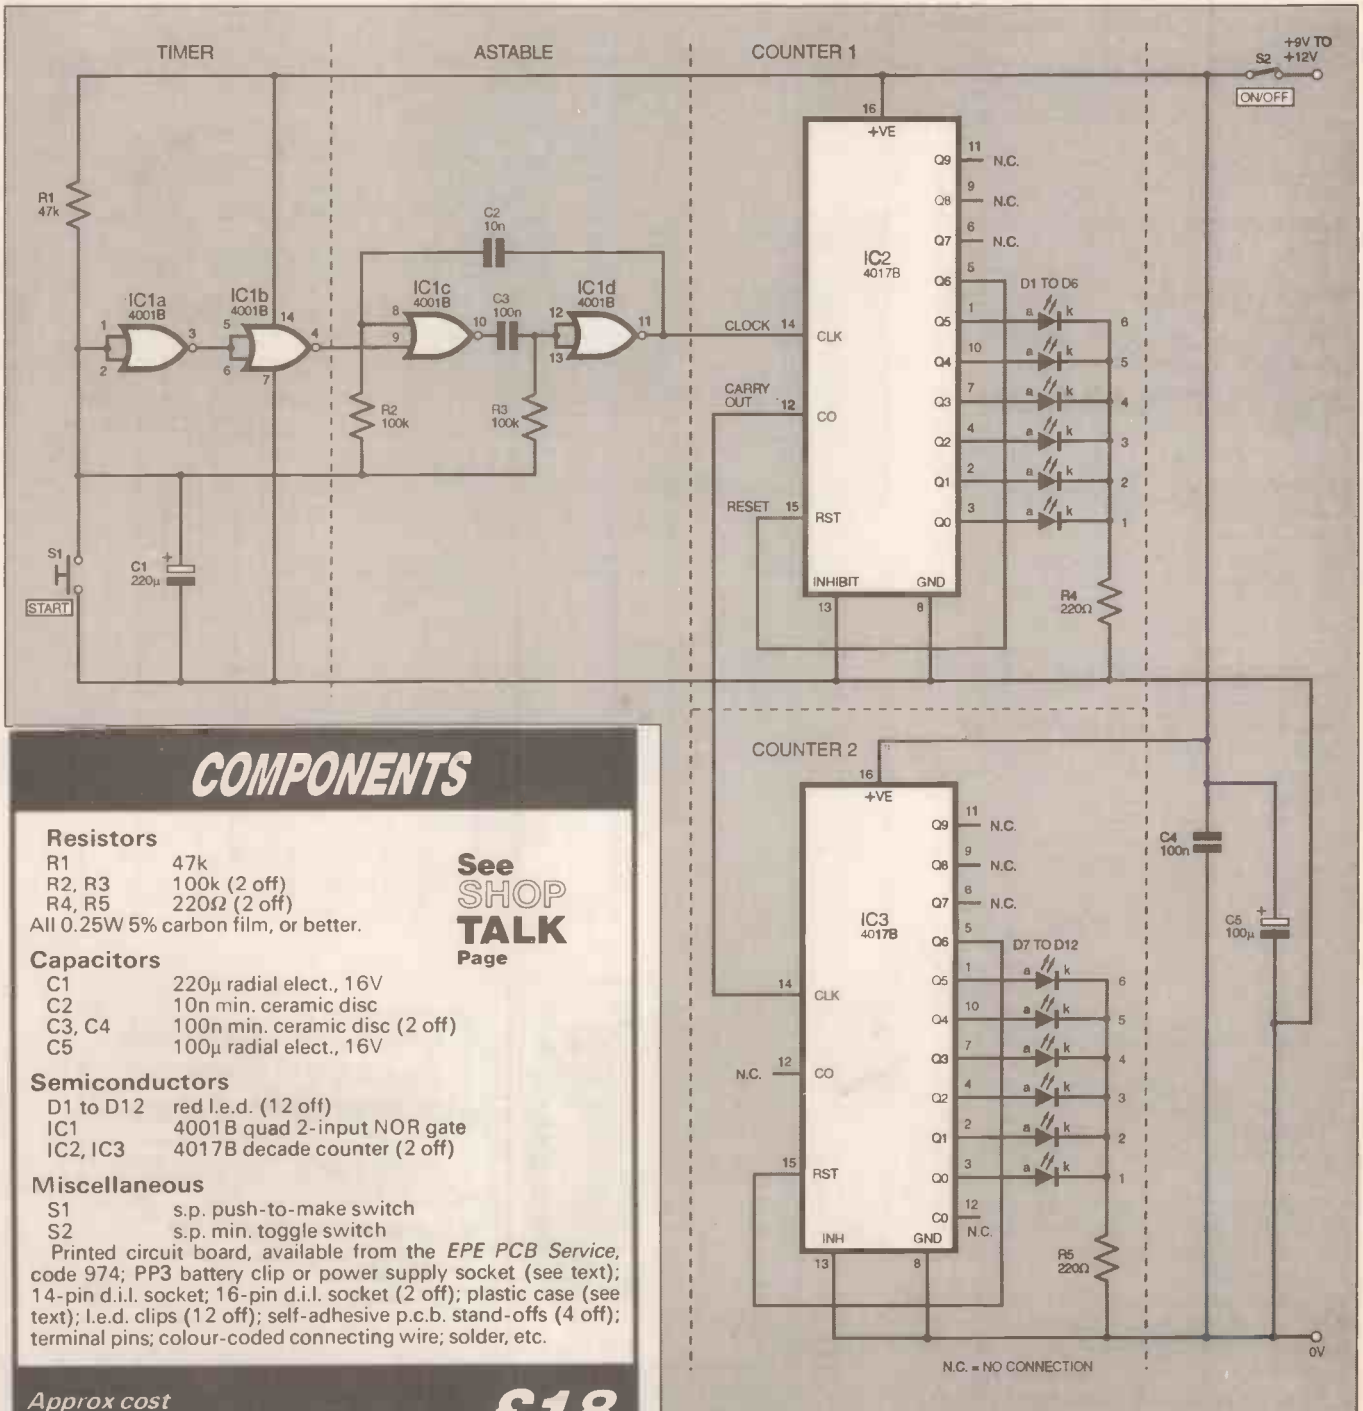 TIMER
ASTABLE
COUNTER 1
+9V TO
+12V
S2
ON/OFF
16
+VE
11
Q9
N.C.
9
Q8
N.C.
6
Q7
N.C.
R1
47k
C2
10n
IC2
4017B
5
Q6
D1 TO D6
IC1a
4001B
IC1b
4001B
IC1c
4001B
C3
100n
IC1d
4001B
1
2
3
5
6
14
7
4
8
9
10
12
13
11
CLOCK 14
CLK
1
Q5
a k
6
10
Q4
a k
5
7
Q3
a k
4
4
Q2
a k
3
2
Q1
a k
2
3
Q0
a k
1
CARRY
OUT
12
CO
R2
100k
R3
100k
RESET 15
RST
S1
START
+
C1
220µ
INHIBIT
GND
13
8
R4
220Ω
COUNTER 2
16
+VE
11
Q9
N.C.
9
Q8
N.C.
6
Q7
N.C.
IC3
4017B
5
Q6
D7 TO D12
1
Q5
a k
6
14
CLK
10
Q4
a k
5
7
Q3
a k
4
N.C.
12
CO
4
Q2
a k
3
2
Q1
a k
2
15
RST
3
Q0
a k
1
12
CO
N.C.
INH
GND
13
8
R5
220Ω
C4
100n
+
C5
100µ
0V
N.C. = NO CONNECTION
COMPONENTS
Resistors
R1 47k
R2, R3 100k (2 off)
R4, R5 220Ω (2 off)
All 0.25W 5% carbon film, or better.
See
SHOP
TALK
Page
Capacitors
C1 220µ radial elect., 16V
C2 10n min. ceramic disc
C3, C4 100n min. ceramic disc (2 off)
C5 100µ radial elect., 16V
Semiconductors
D1 to D12 red l.e.d. (12 off)
IC1 4001B quad 2-input NOR gate
IC2, IC3 4017B decade counter (2 off)
Miscellaneous
S1 s.p. push-to-make switch
S2 s.p. min. toggle switch
Printed circuit board, available from the EPE PCB Service,
code 974; PP3 battery clip or power supply socket (see text);
14-pin d.i.l. socket; 16-pin d.i.l. socket (2 off); plastic case (see
text); l.e.d. clips (12 off); self-adhesive p.c.b. stand-offs (4 off);
terminal pins; colour-coded connecting wire; solder, etc.
Approx cost
£18